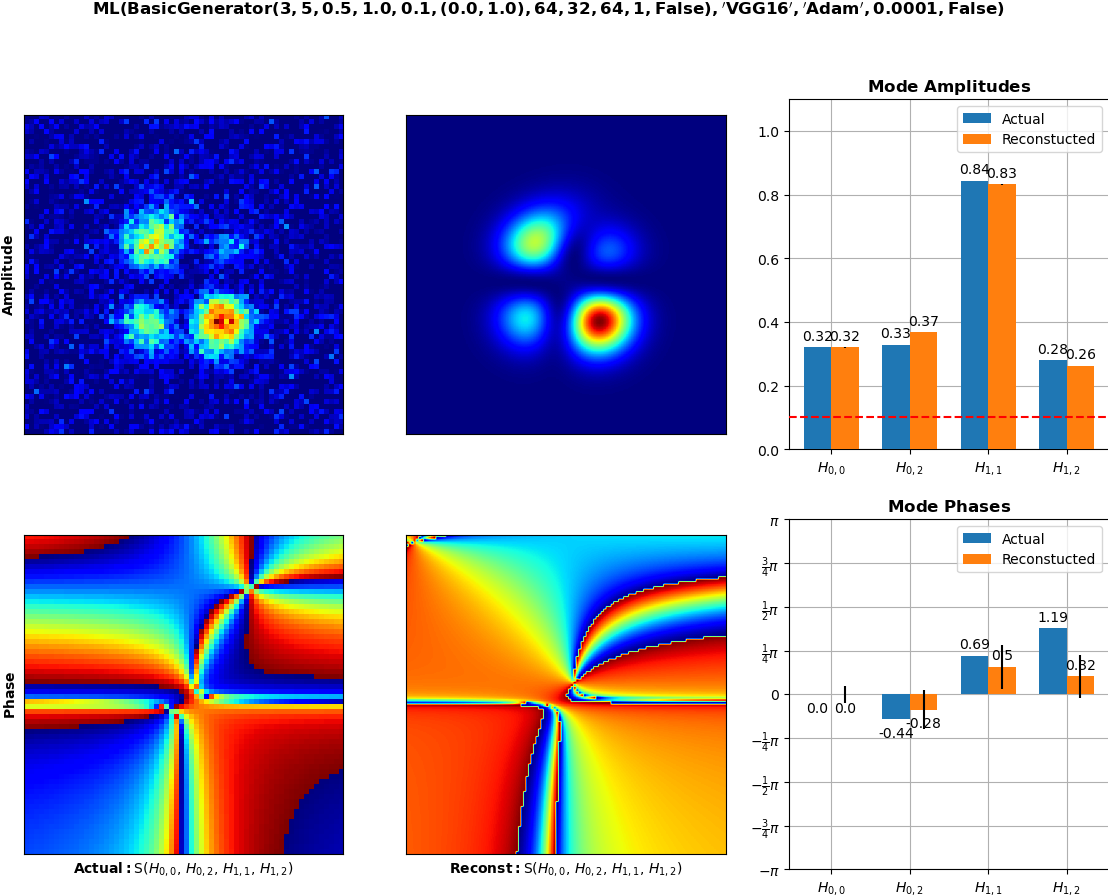 ML(BasicGenerator(3, 5, 0.5, 1.0, 0.1, (0.0, 1.0), 64, 32, 64, 1, False), ′VGG16′, ′Adam′, 0.0001, False)
Amplitude
Mode Amplitudes
Actual
Reconstucted
1.0
0.8
0.6
0.4
0.2
0.0
0.32
0.32
0.33
0.37
0.84
0.83
0.28
0.26
H0,0
H0,2
H1,1
H1,2
Phase
Actual: S(H0,0, H0,2, H1,1, H1,2)
Reconst: S(H0,0, H0,2, H1,1, H1,2)
Mode Phases
Actual
Reconstucted
π
3/4π
1/2π
1/4π
0
−1/4π
−1/2π
−3/4π
−π
0.0
0.0
-0.44
-0.28
0.69
0.5
1.19
0.32
H0,0
H0,2
H1,1
H1,2